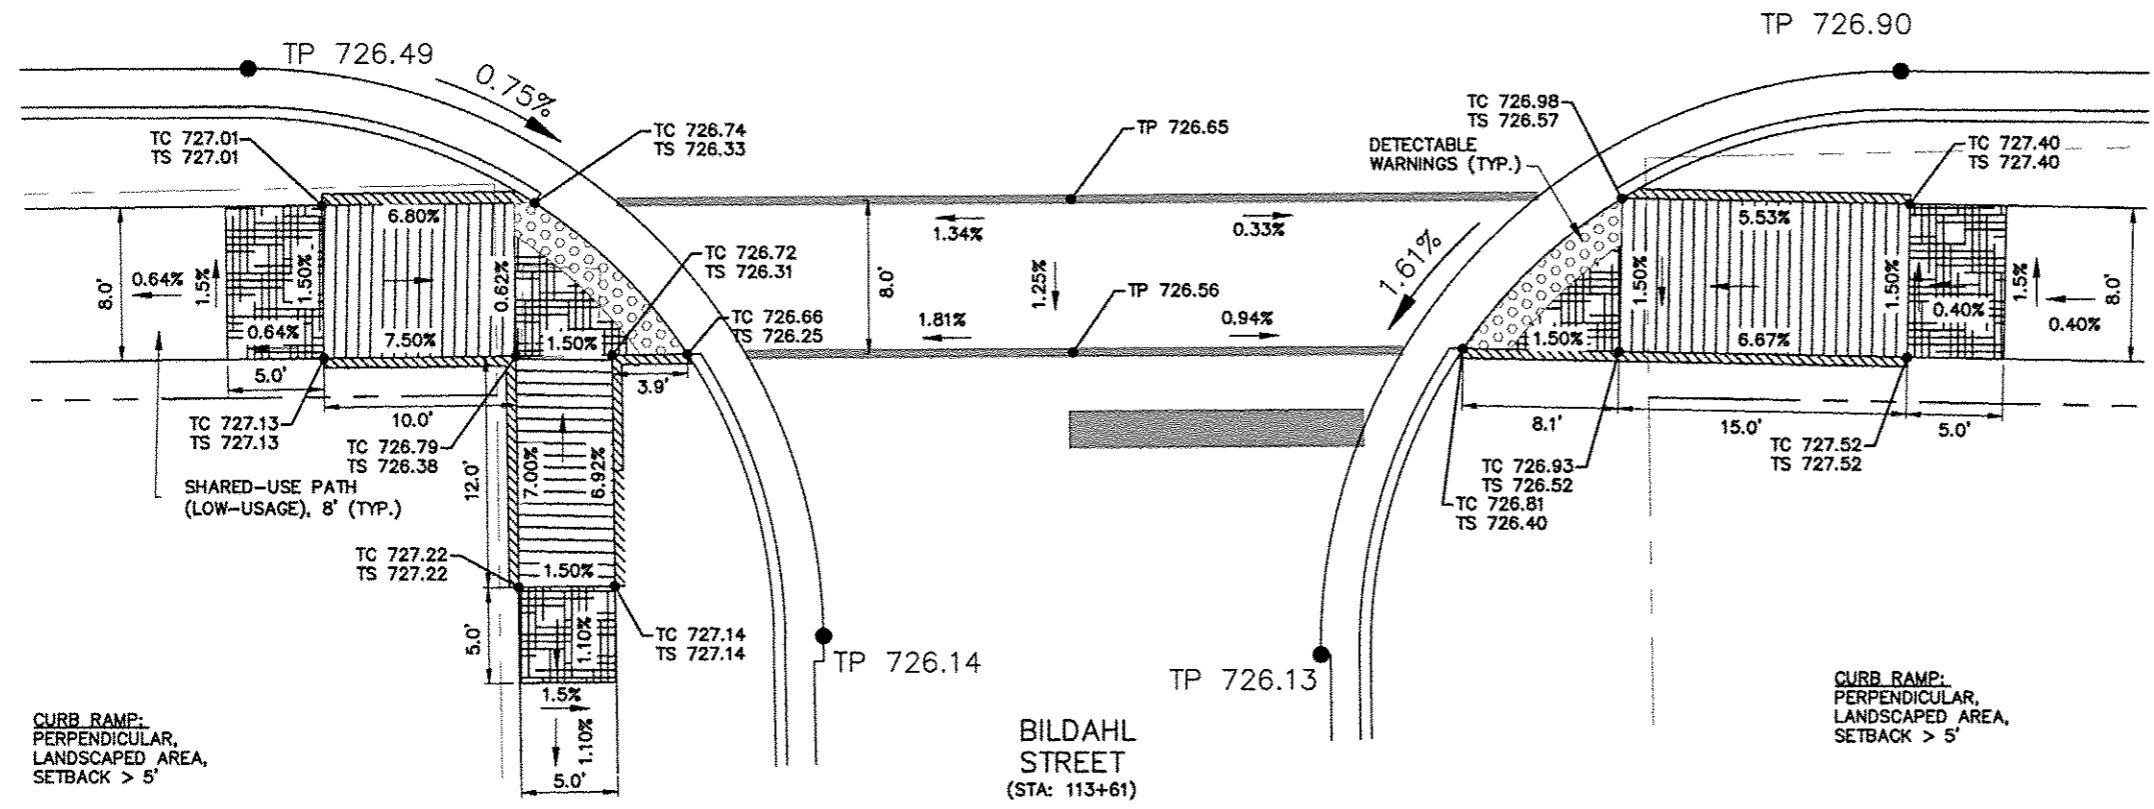 TP 726.90
TP 726.49
0.75%
TC 726.98
TS 726.57
TC 726.74
TS 726.33
TP 726.65
DETECTABLE
WARNINGS (TYP.)
TC 727.01
TS 727.01
TC 727.40
TS 727.40
6.80%
5.53%
1.34%
0.33%
1.61%
TC 726.72
TS 726.31
8.0'
0.64%
1.5%
1.50%
0.62%
8.0'
1.25%
1.50%
1.50%
1.5%
8.0'
0.40%
0.40%
TP 726.56
0.64%
7.50%
1.50%
TC 726.66
TS 726.25
1.81%
0.94%
1.50%
6.67%
5.0'
3.9'
10.0'
8.1'
15.0'
5.0'
TC 727.13
TS 727.13
TC 726.79
TS 726.38
TC 727.52
TS 727.52
TC 726.93
TS 726.52
TC 726.81
TS 726.40
12.0'
7.00%
6.92%
SHARED-USE PATH
(LOW-USAGE), 8' (TYP.)
TC 727.22
TS 727.22
1.50%
5.0'
1.10%
TC 727.14
TS 727.14
TP 726.14
TP 726.13
1.5%
1.10%
5.0'
CURB RAMP:
PERPENDICULAR,
LANDSCAPED AREA,
SETBACK > 5'
BILDAHL
STREET
(STA: 113+61)
CURB RAMP:
PERPENDICULAR,
LANDSCAPED AREA,
SETBACK > 5'